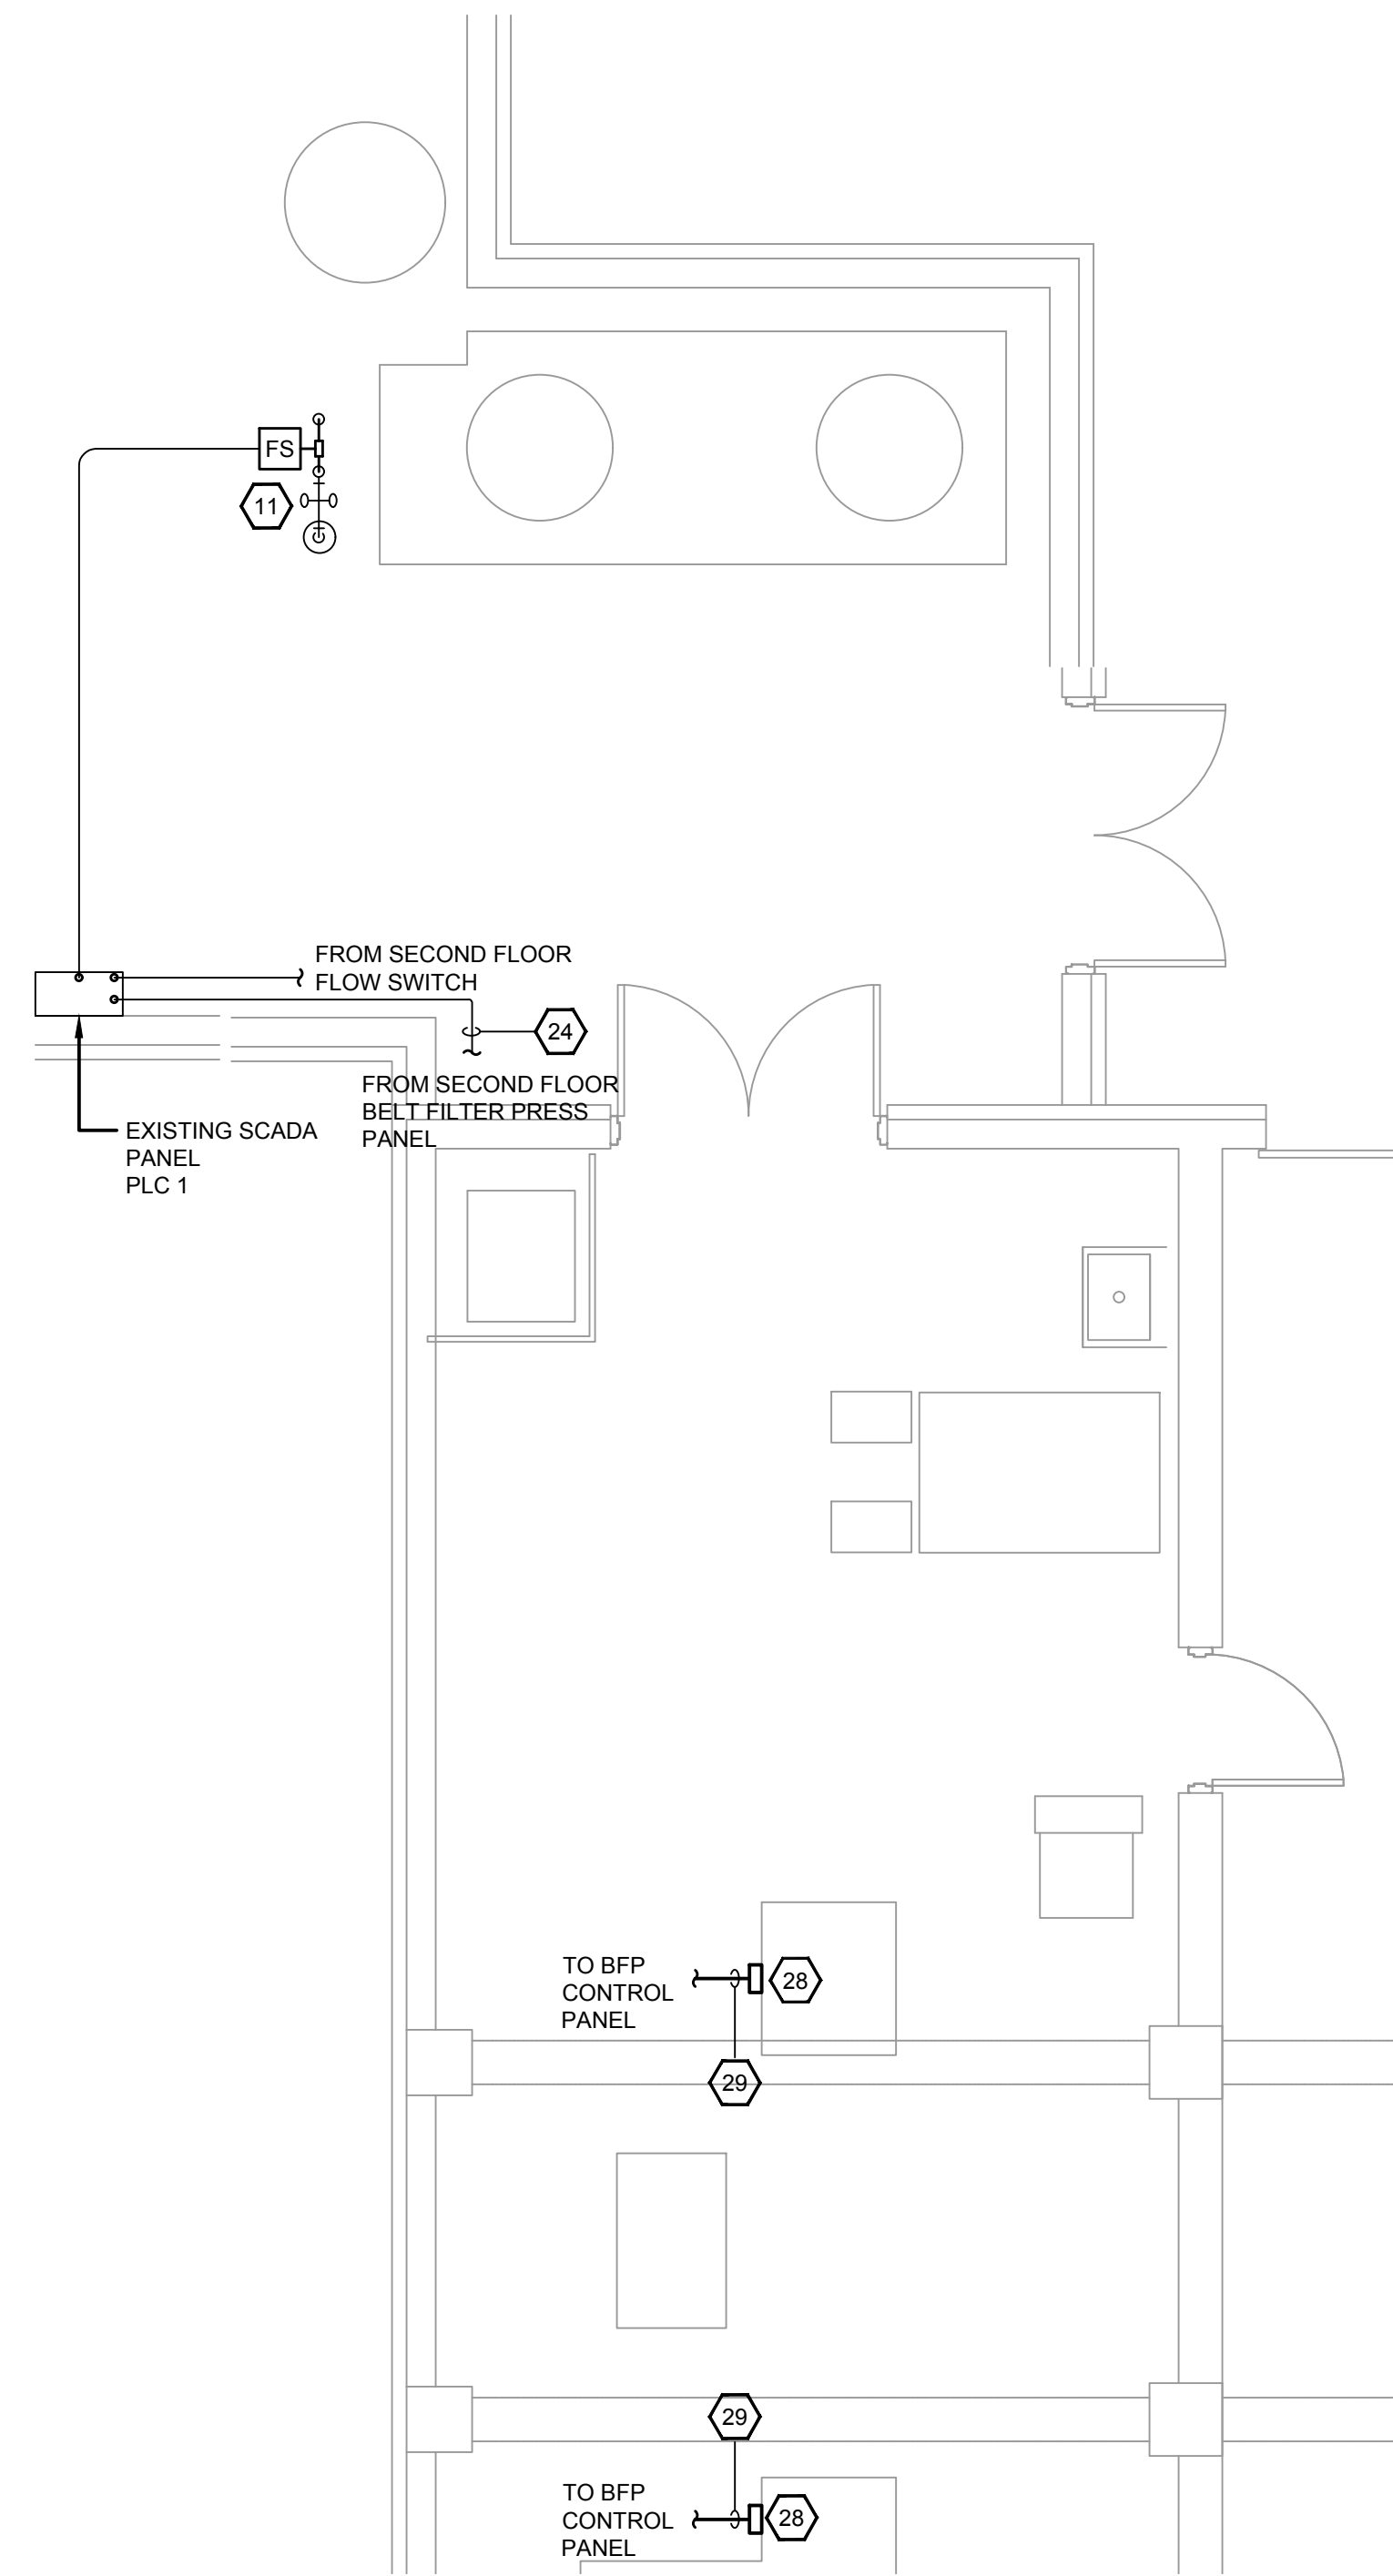 FS
11
FROM SECOND FLOOR
FLOW SWITCH
24
FROM SECOND FLOOR
BELT FILTER PRESS
PANEL
EXISTING SCADA
PANEL
PLC 1
TO BFP
CONTROL
PANEL
28
29
29
TO BFP
CONTROL
PANEL
28